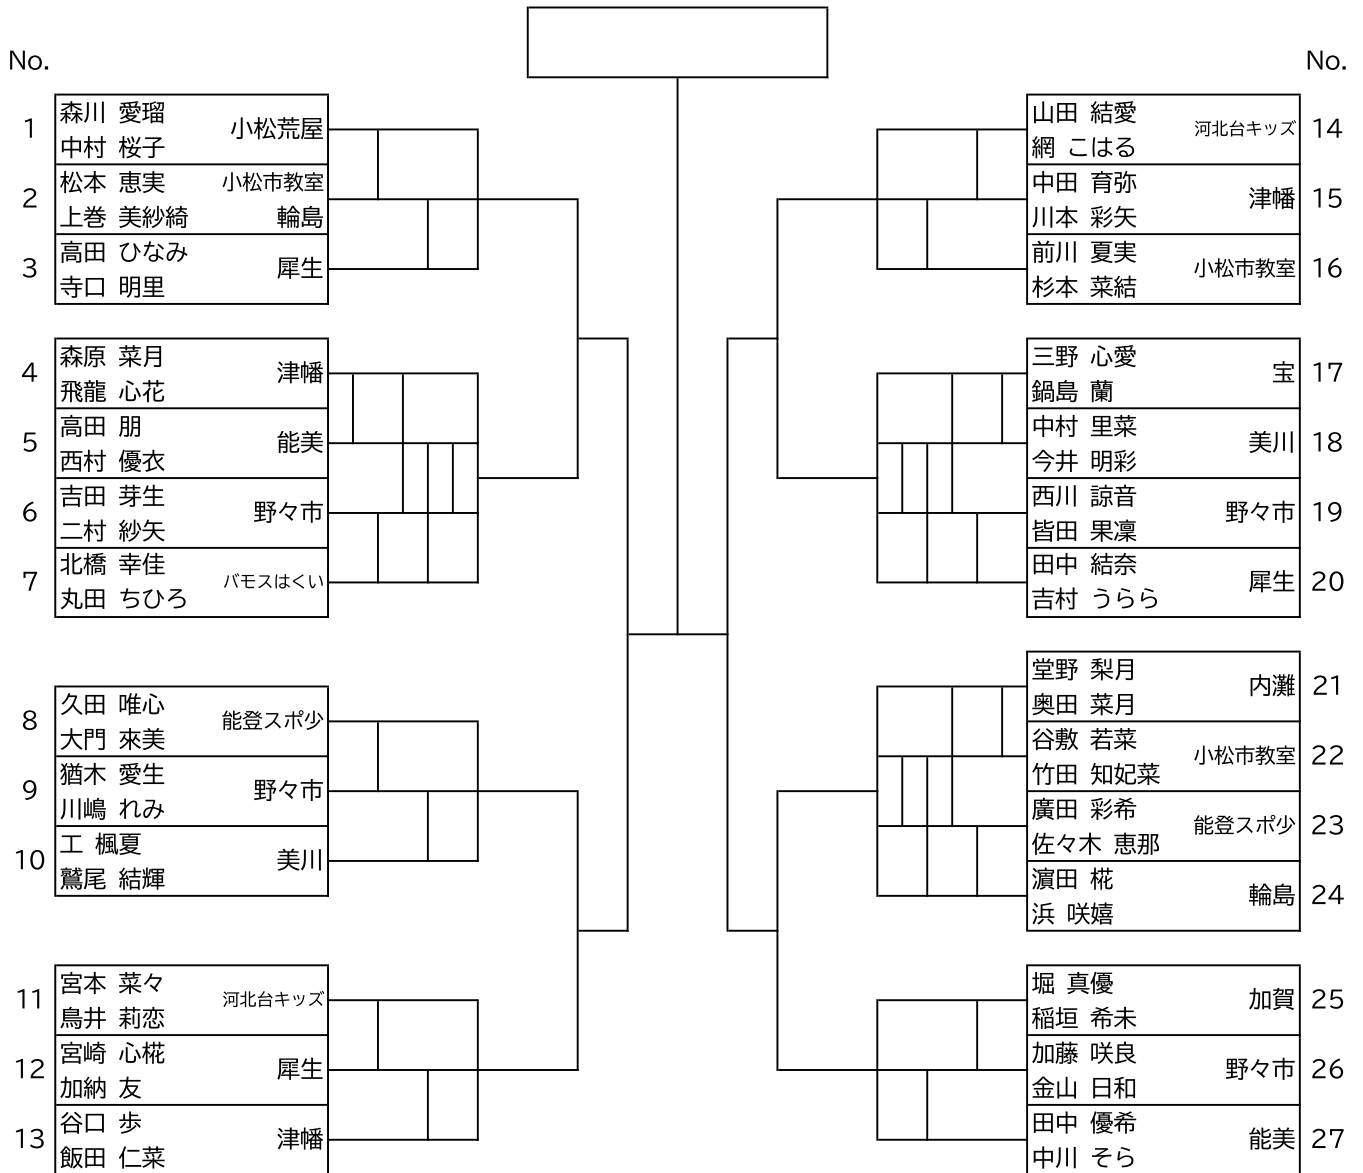 No.
1
森川 愛瑠
中村 桜子
小松荒屋
2
松本 恵実
小松市教室
上巻 美紗綺
輪島
3
高田 ひなみ
寺口 明里
犀生
4
森原 菜月
飛龍 心花
津幡
5
高田 朋
西村 優衣
能美
6
吉田 芽生
二村 紗矢
野々市
7
北橋 幸佳
丸田 ちひろ
バモスはくい
8
久田 唯心
大門 來美
能登スポ少
9
猶木 愛生
川嶋 れみ
野々市
10
工 楓夏
鷲尾 結輝
美川
11
宮本 菜々
鳥井 莉恋
河北台キッズ
12
宮崎 心椛
加納 友
犀生
13
谷口 歩
飯田 仁菜
津幡
No.
山田 結愛
網 こはる
河北台キッズ
14
中田 育弥
川本 彩矢
津幡
15
前川 夏実
杉本 菜結
小松市教室
16
三野 心愛
鍋島 蘭
宝
17
中村 里菜
今井 明彩
美川
18
西川 諒音
皆田 果凜
野々市
19
田中 結奈
吉村 うらら
犀生
20
堂野 梨月
奥田 菜月
内灘
21
谷敷 若菜
竹田 知妃菜
小松市教室
22
廣田 彩希
佐々木 恵那
能登スポ少
23
濵田 椛
浜 咲嬉
輪島
24
堀 真優
稲垣 希未
加賀
25
加藤 咲良
金山 日和
野々市
26
田中 優希
中川 そら
能美
27